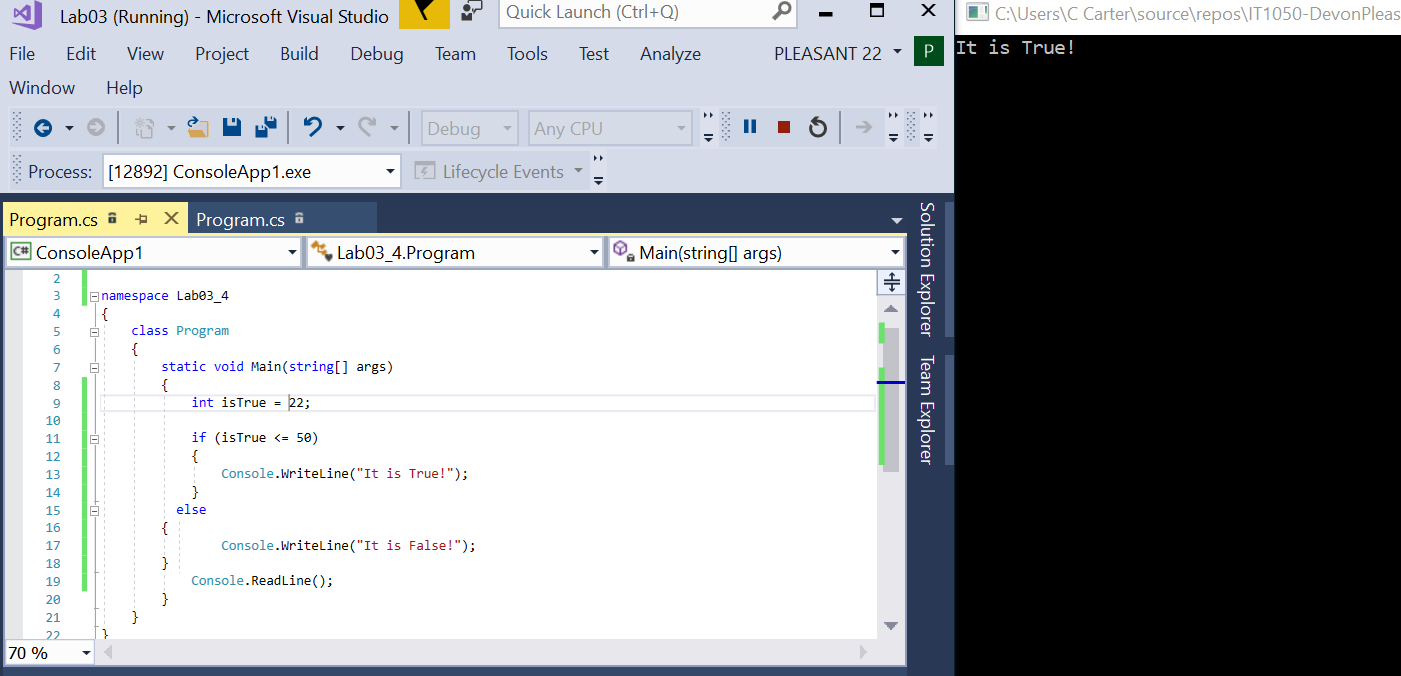 Lab03 (Running) - Microsoft Visual Studio
Quick Launch (Ctrl+Q)
File Edit View Project Build Debug Team Tools Test Analyze PLEASANT 22 P
Window Help
Debug Any CPU
Process: [12892] ConsoleApp1.exe Lifecycle Events
Program.cs Program.cs
C# ConsoleApp1 Lab03_4.Program Main(string[] args)
2
3 namespace Lab03_4
4 {
5 class Program
6 {
7 static void Main(string[] args)
8 {
9 int isTrue = 22;
10
11 if (isTrue <= 50)
12 {
13 Console.WriteLine("It is True!");
14 }
15 else
16 {
17 Console.WriteLine("It is False!");
18 }
19 Console.ReadLine();
20 }
21 }
22 }
70 %
Solution Explorer
Team Explorer
C:\Users\C Carter\source\repos\IT1050-DevonPleas
It is True!